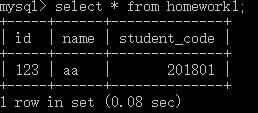 mysql> select * from homework1;
+-----+------+--------------+
| id  | name | student_code |
+-----+------+--------------+
| 123 | aa   |       201801 |
+-----+------+--------------+
1 row in set (0.08 sec)